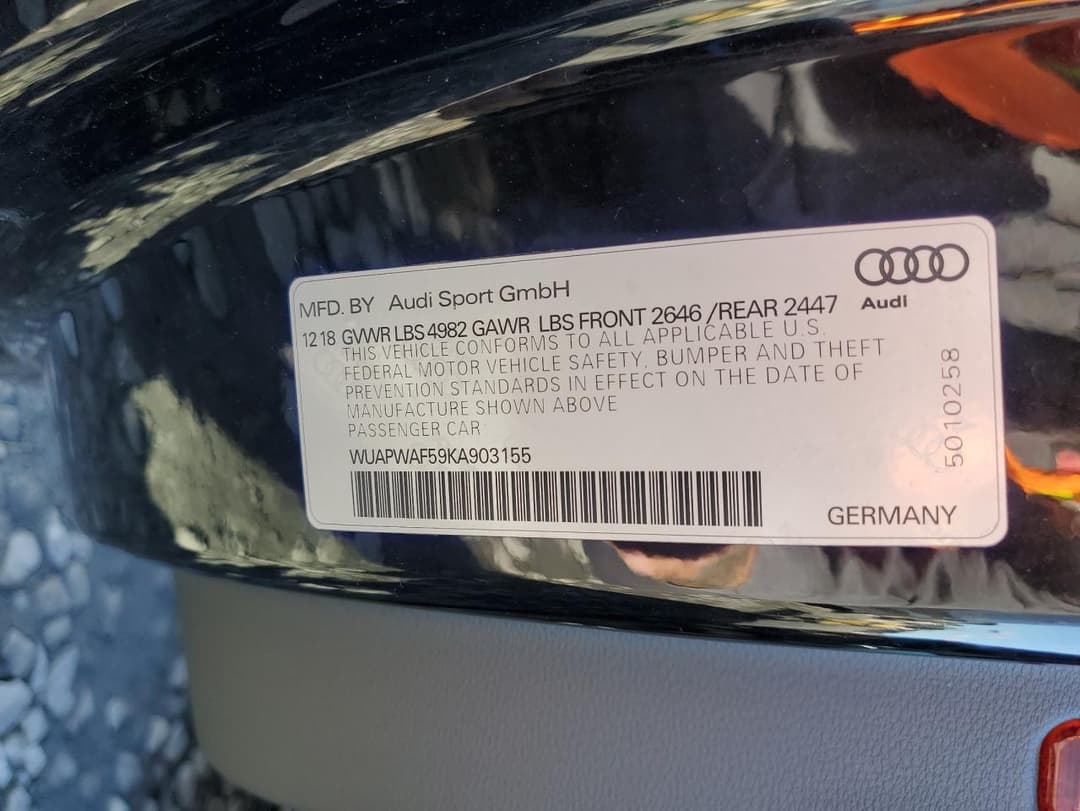 MFD. BY Audi Sport GmbH
Audi
12 18 GVWR LBS 4982 GAWR LBS FRONT 2646 /REAR 2447
THIS VEHICLE CONFORMS TO ALL APPLICABLE U.S.
FEDERAL MOTOR VEHICLE SAFETY, BUMPER AND THEFT
PREVENTION STANDARDS IN EFFECT ON THE DATE OF
MANUFACTURE SHOWN ABOVE
PASSENGER CAR
WUAPWAF59KA903155
5010258
GERMANY